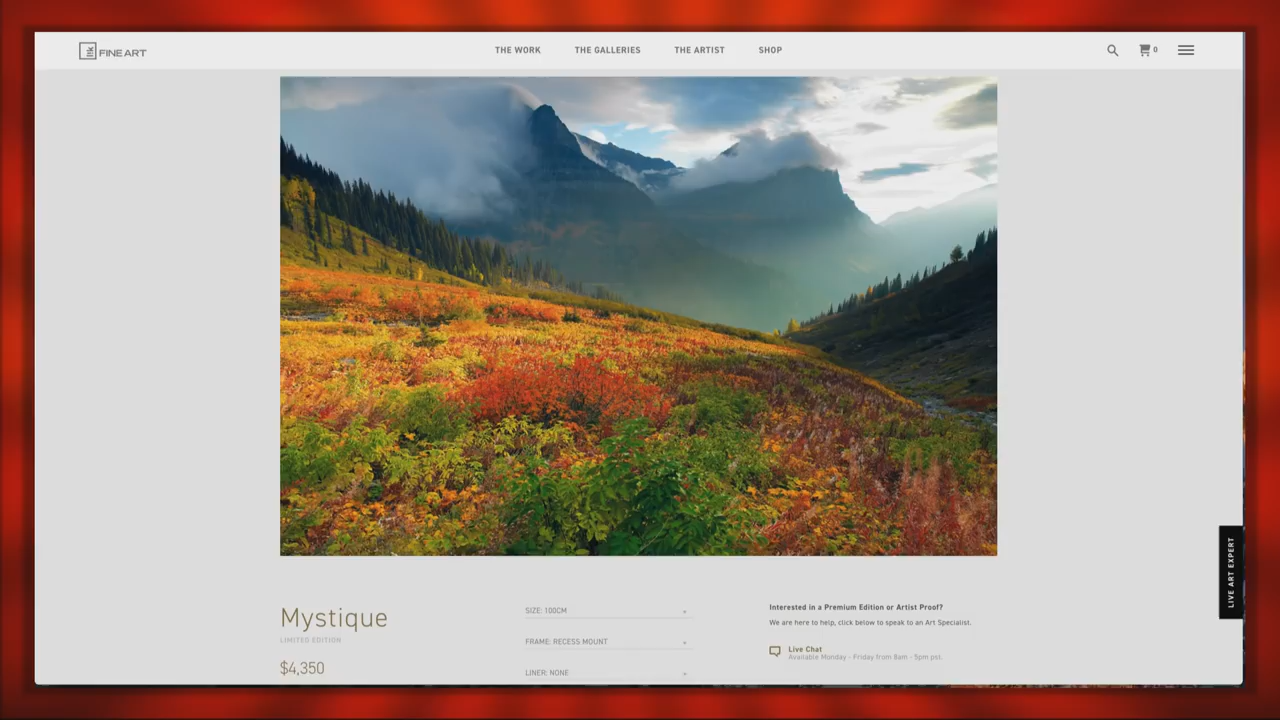 FINE ART
THE WORK
THE GALLERIES
THE ARTIST
SHOP
0
LIVE ART EXPERT
Mystique
LIMITED EDITION
$4,350
SIZE: 100CM
FRAME: RECESS MOUNT
LINER: NONE
Interested in a Premium Edition or Artist Proof?
We are here to help, click below to speak to an Art Specialist.
Live Chat
Available Monday - Friday from 8am - 5pm pst.